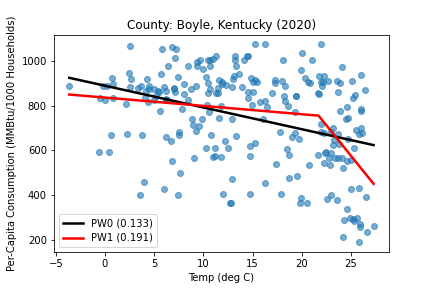 County: Boyle, Kentucky (2020)
Per-Capita Consumption (MMBtu/1000 Households)
1000
800
600
400
200
PW0 (0.133)
PW1 (0.191)
−5 0 5 10 15 20 25
Temp (deg C)